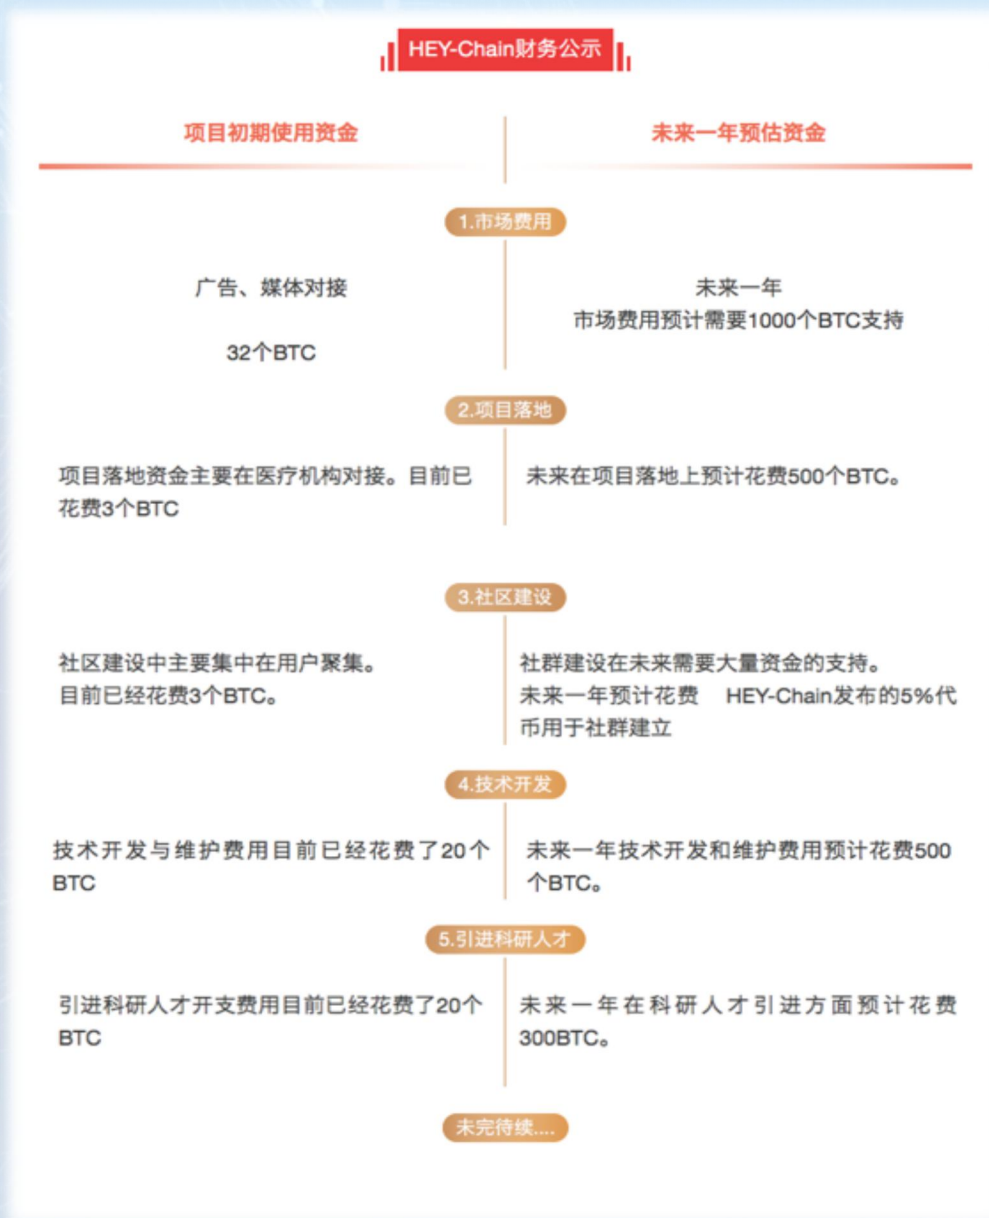 HEY-Chain财务公示
项目初期使用资金
未来一年预估资金
1.市场费用
广告、媒体对接
32个BTC
未来一年
市场费用预计需要1000个BTC支持
2.项目落地
项目落地资金主要在医疗机构对接。目前已
花费3个BTC
未来在项目落地上预计花费500个BTC。
3.社区建设
社区建设中主要集中在用户聚集。
目前已经花费3个BTC。
社群建设在未来需要大量资金的支持。
未来一年预计花费 HEY-Chain发布的5%代
币用于社群建立
4.技术开发
技术开发与维护费用目前已经花费了20个
BTC
未来一年技术开发和维护费用预计花费500
个BTC。
5.引进科研人才
引进科研人才开支费用目前已经花费了20个
BTC
未来一年在科研人才引进方面预计花费
300BTC。
未完待续....